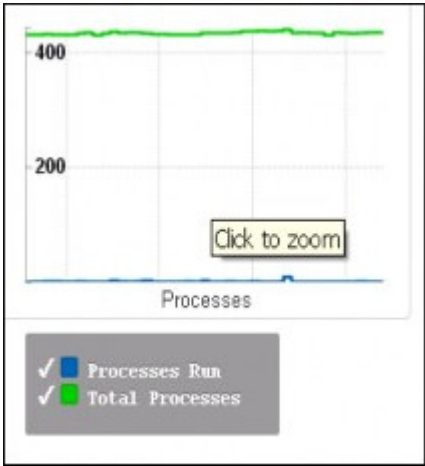 400
200
Click to zoom
Processes
Processes Run
Total Processes